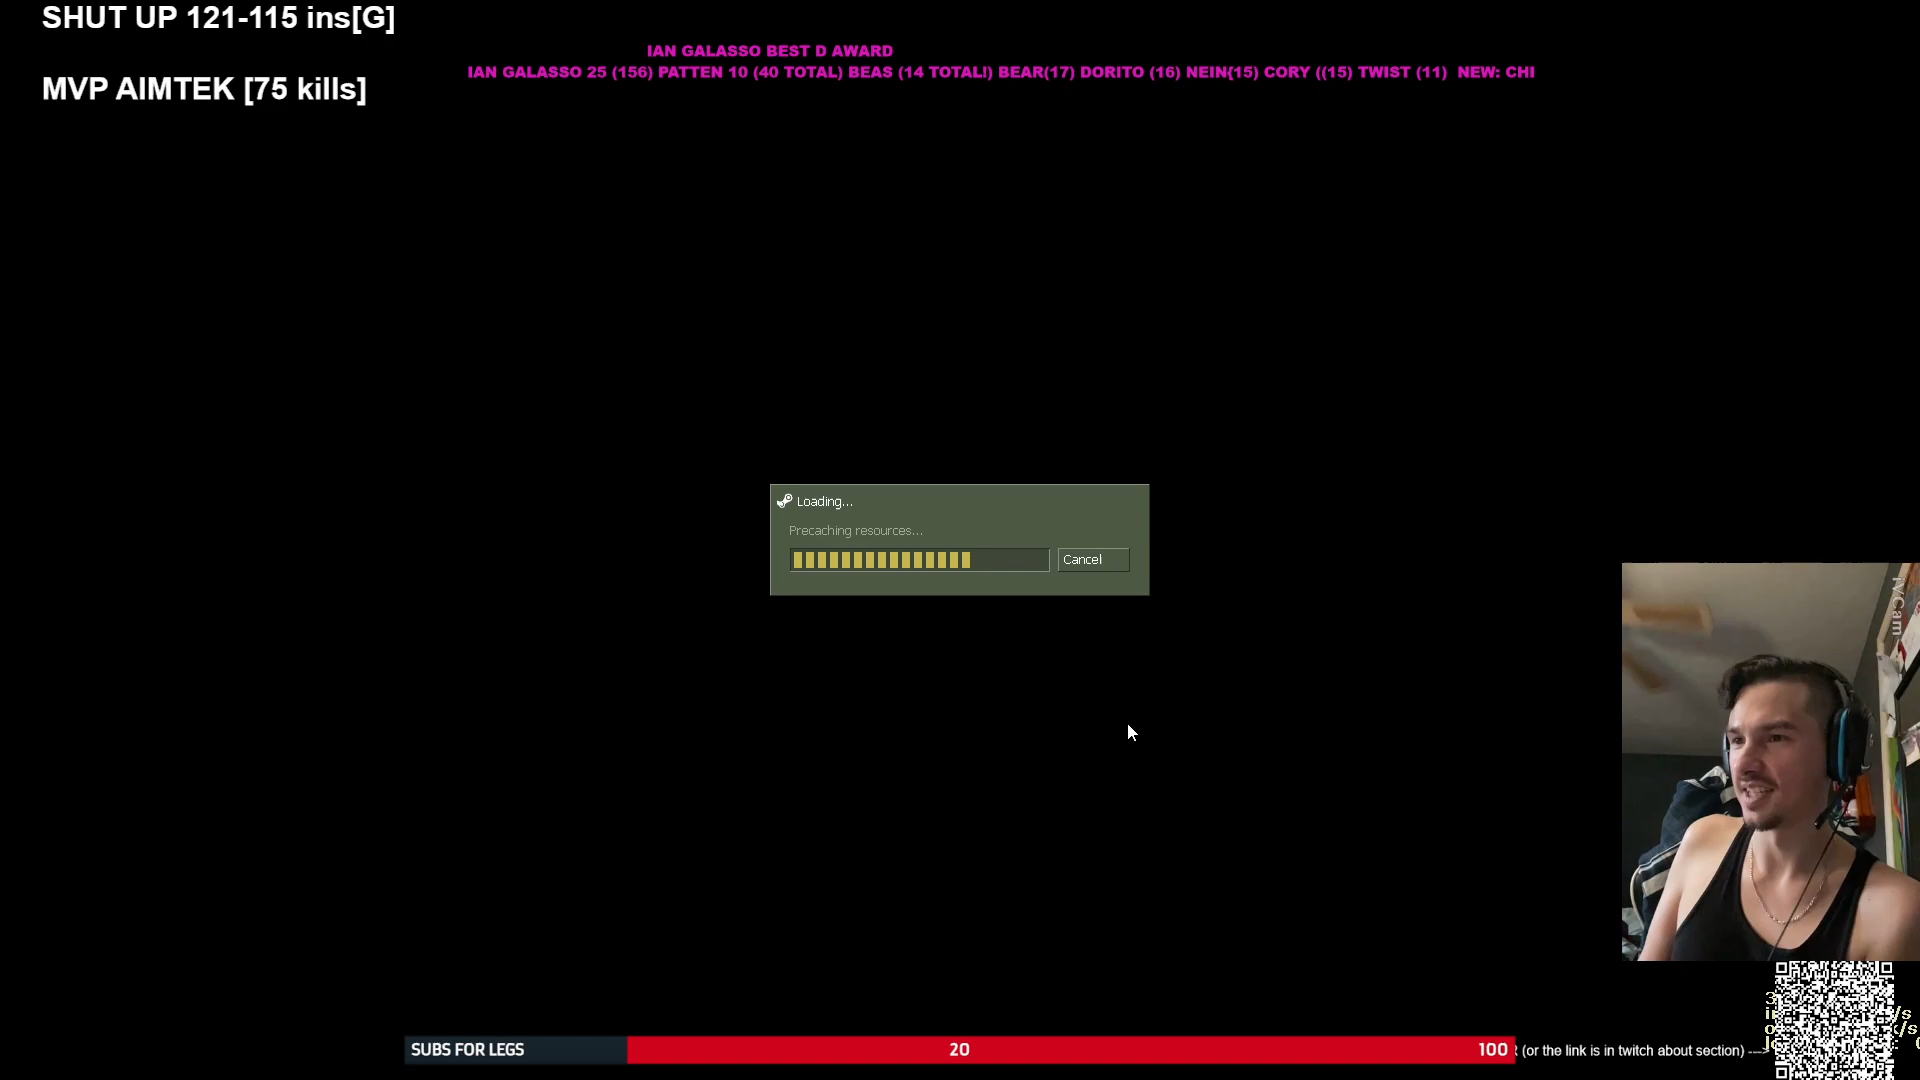 SHUT UP 121-115 ins[G]
IAN GALASSO BEST D AWARD
IAN GALASSO 25 (156) PATTEN 10 (40 TOTAL) BEAS (14 TOTAL!) BEAR(17) DORITO (16) NEIN{15) CORY ((15) TWIST (11)  NEW: CHI
MVP AIMTEK [75 kills]
Loading...
Precaching resources...
Cancel
iVCam
SUBS FOR LEGS
20
100
(or the link is in twitch about section) --->